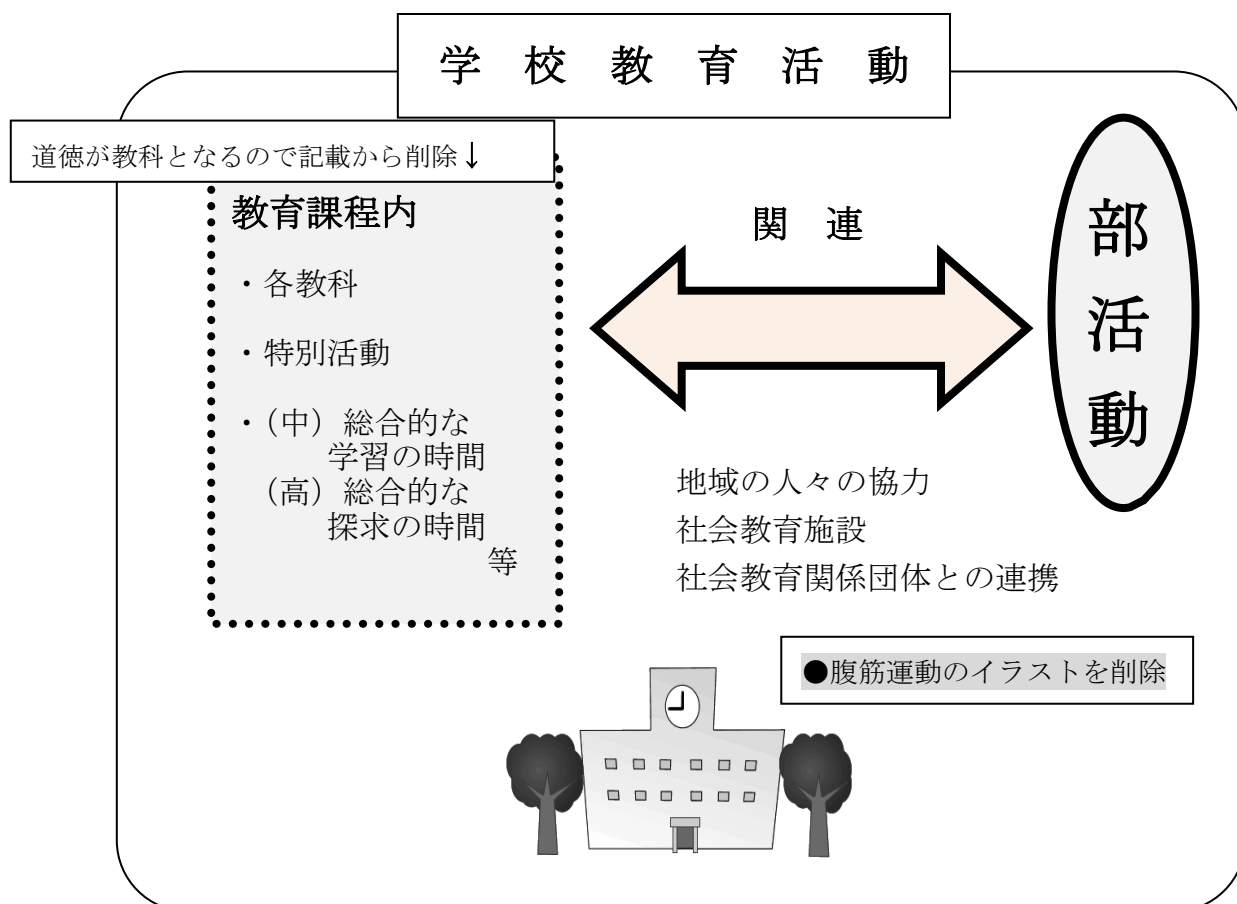 学校教育活動
道徳が教科となるので記載から削除↓
教育課程内
・各教科
・特別活動
・（中）総合的な
学習の時間
（高）総合的な
探求の時間
等
関連
部活動
地域の人々の協力
社会教育施設
社会教育関係団体との連携
●腹筋運動のイラストを削除